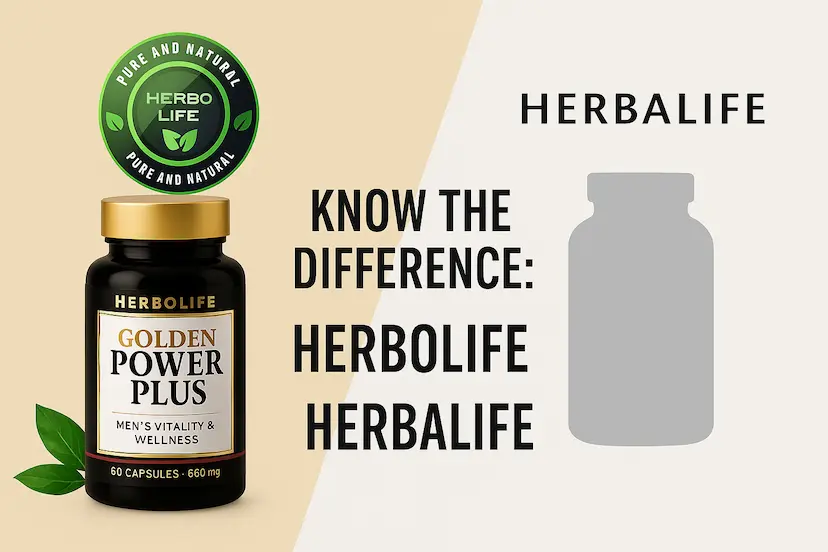 PURE AND NATURAL
HERBO
LIFE
PURE AND NATURAL
HERBOLIFE
GOLDEN
POWER
PLUS
MEN'S VITALITY &
WELLNESS
60 CAPSULES · 660 mg
KNOW THE
DIFFERENCE:
HERBOLIFE
HERBALIFE
HERBALIFE